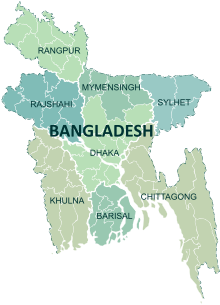 RANGPUR
MYMENSINGH
RAJSHAHI
SYLHET
BANGLADESH
DHAKA
KHULNA
CHITTAGONG
BARISAL